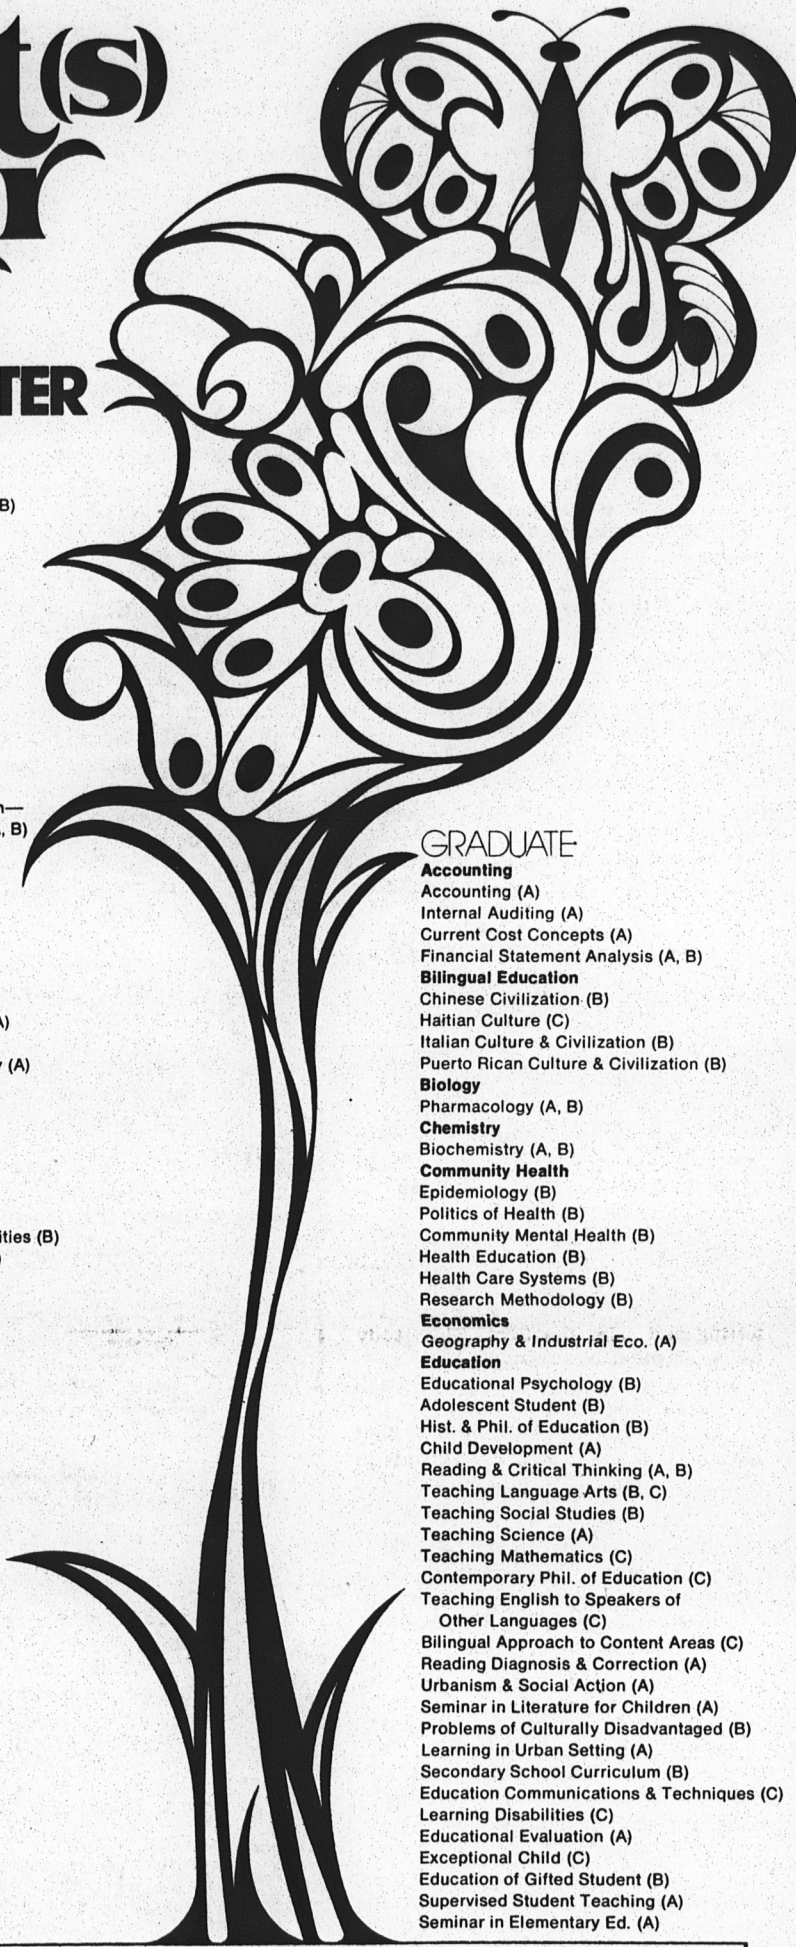 t(s)
r
TER
B)
n—
, B)
A)
(A)
ities (B)
)
GRADUATE
Accounting
Accounting (A)
Internal Auditing (A)
Current Cost Concepts (A)
Financial Statement Analysis (A, B)
Bilingual Education
Chinese Civilization (B)
Haitian Culture (C)
Italian Culture & Civilization (B)
Puerto Rican Culture & Civilization (B)
Biology
Pharmacology (A, B)
Chemistry
Biochemistry (A, B)
Community Health
Epidemiology (B)
Politics of Health (B)
Community Mental Health (B)
Health Education (B)
Health Care Systems (B)
Research Methodology (B)
Economics
Geography & Industrial Eco. (A)
Education
Educational Psychology (B)
Adolescent Student (B)
Hist. & Phil. of Education (B)
Child Development (A)
Reading & Critical Thinking (A, B)
Teaching Language Arts (B, C)
Teaching Social Studies (B)
Teaching Science (A)
Teaching Mathematics (C)
Contemporary Phil. of Education (C)
Teaching English to Speakers of
Other Languages (C)
Bilingual Approach to Content Areas (C)
Reading Diagnosis & Correction (A)
Urbanism & Social Action (A)
Seminar in Literature for Children (A)
Problems of Culturally Disadvantaged (B)
Learning in Urban Setting (A)
Secondary School Curriculum (B)
Education Communications & Techniques (C)
Learning Disabilities (C)
Educational Evaluation (A)
Exceptional Child (C)
Education of Gifted Student (B)
Supervised Student Teaching (A)
Seminar in Elementary Ed. (A)